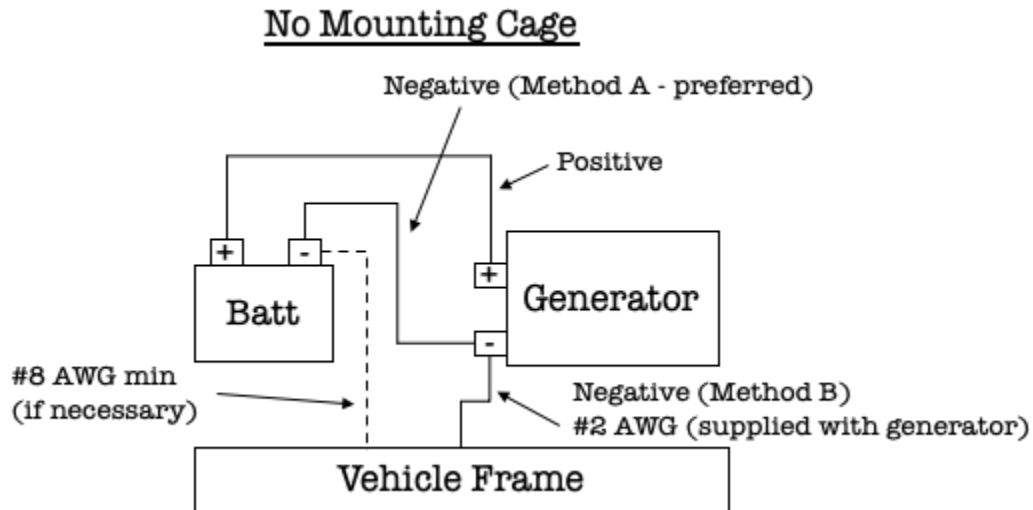 No Mounting Cage
Negative (Method A - preferred)
Positive
+
-
+
Batt
Generator
-
#8 AWG min
(if necessary)
Negative (Method B)
#2 AWG (supplied with generator)
Vehicle Frame